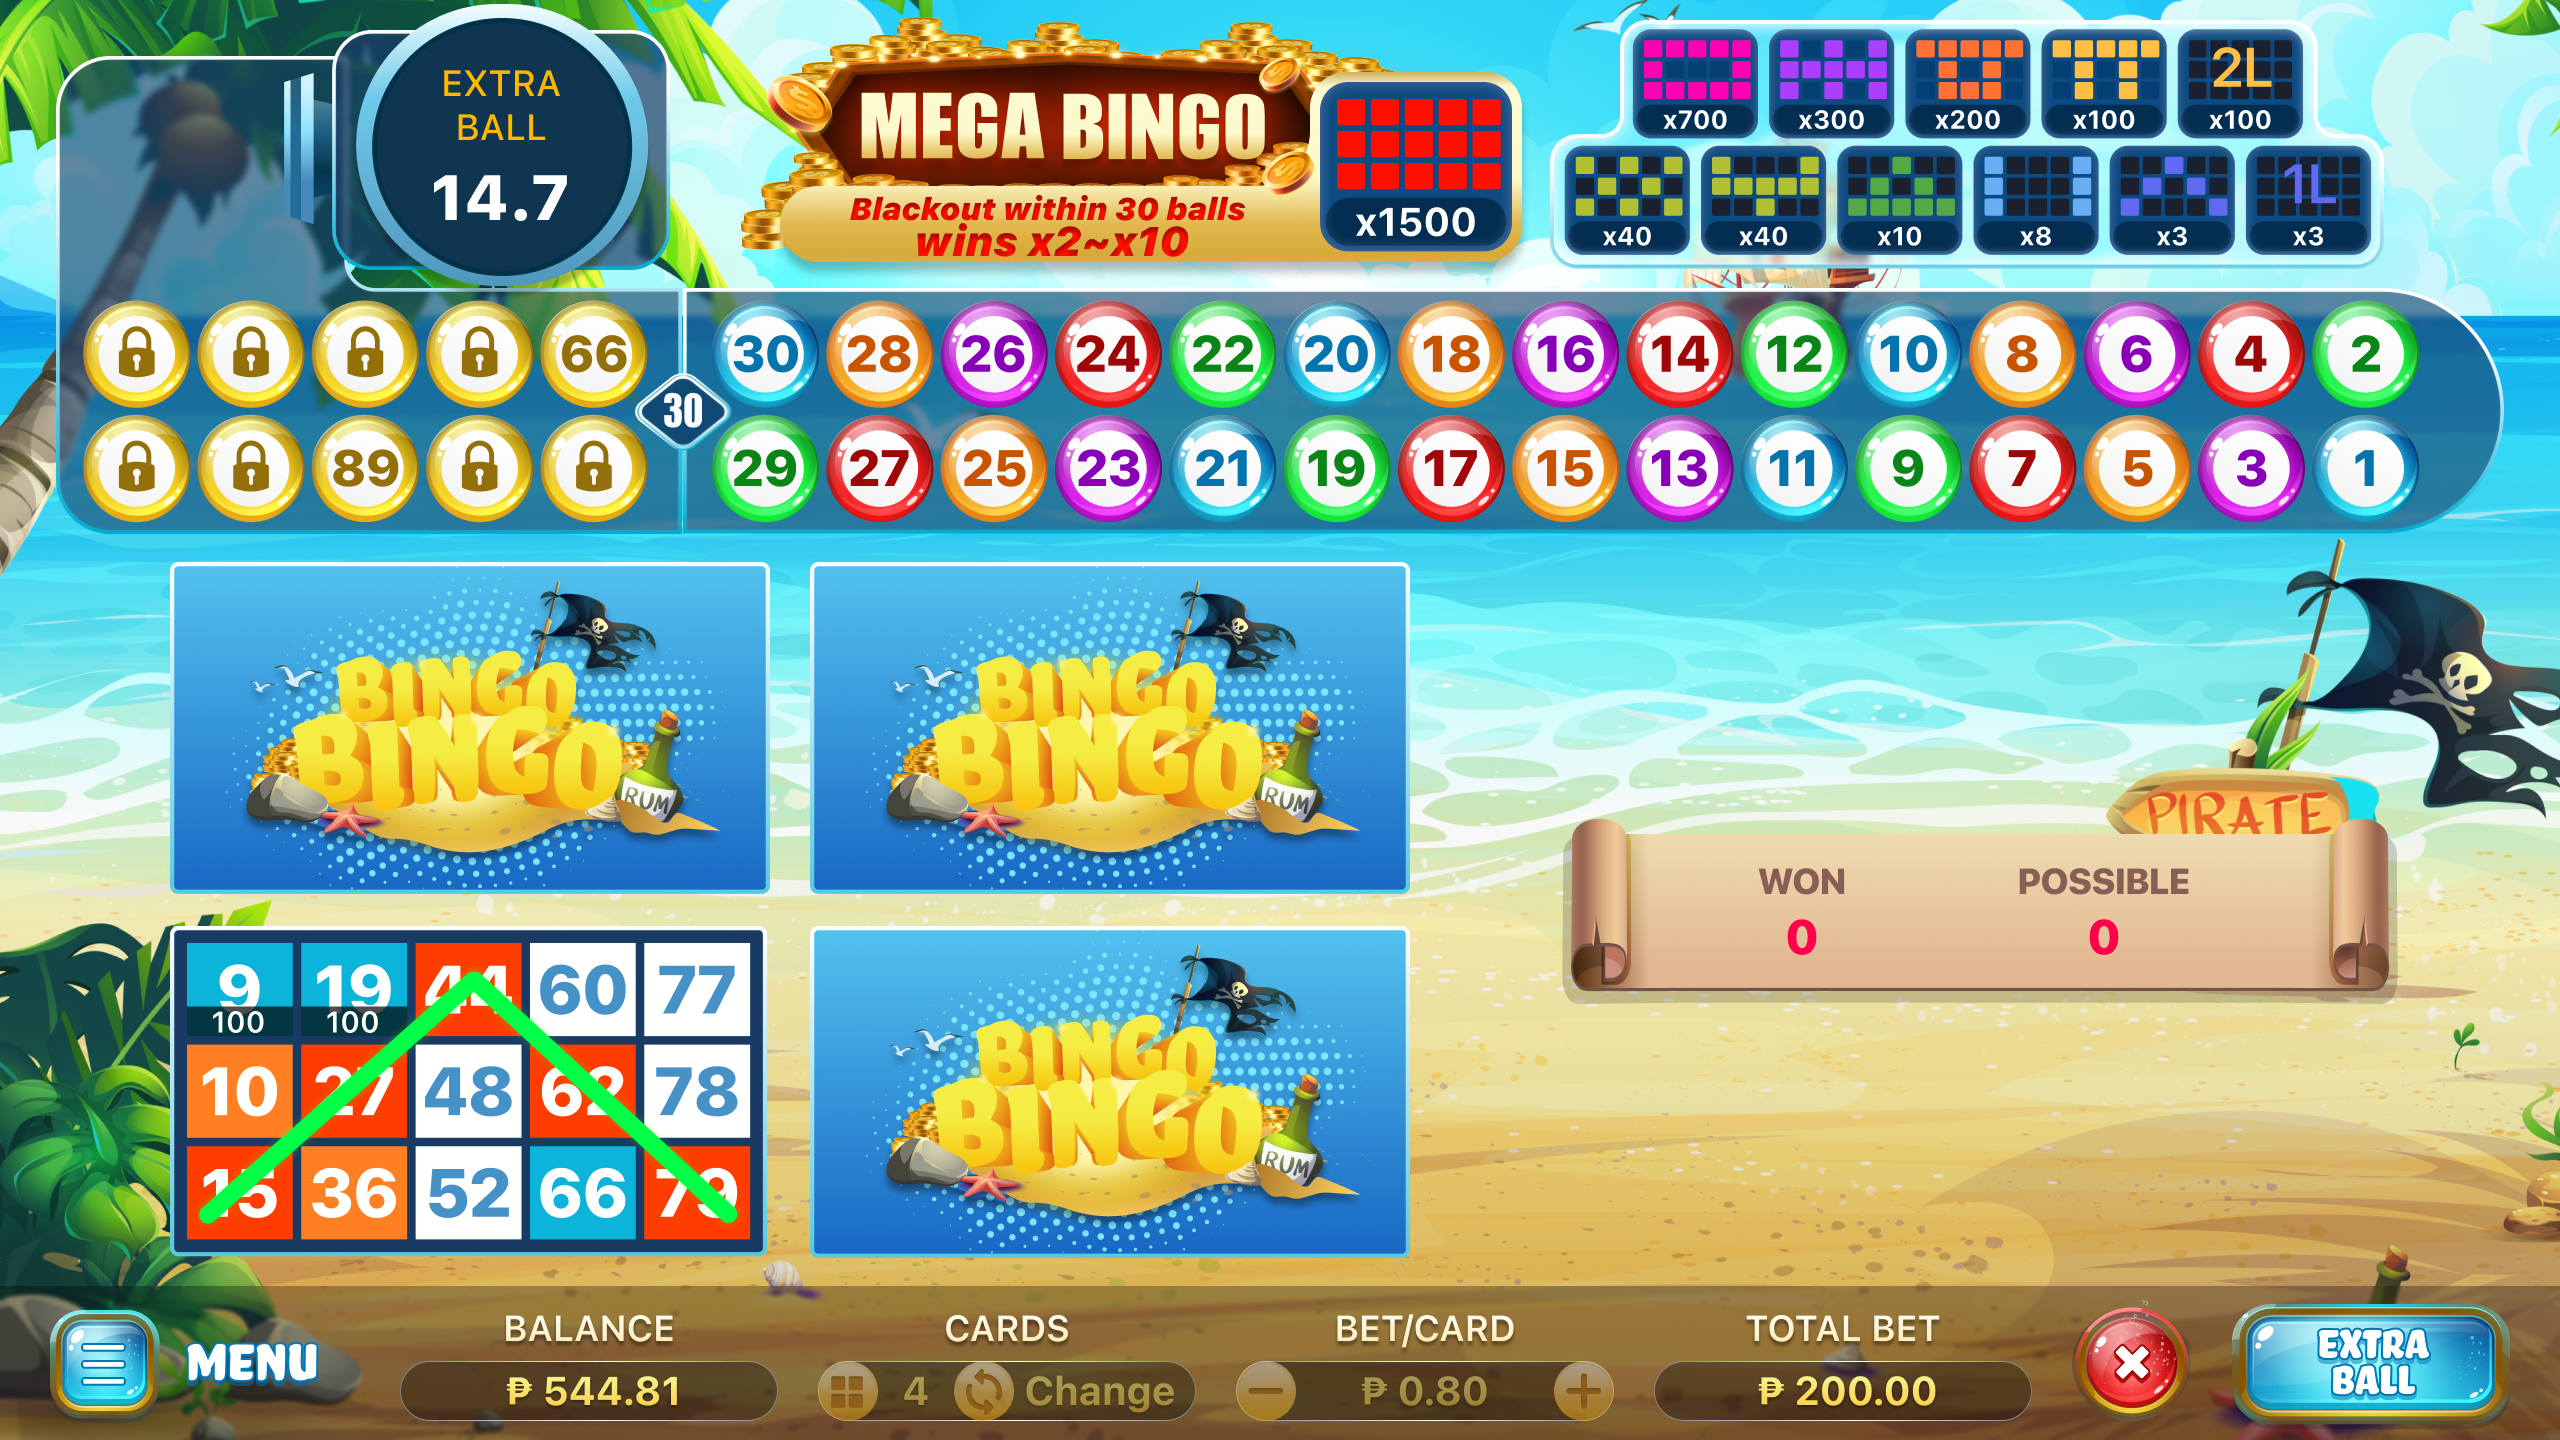 EXTRA
BALL
14.7
MEGA BINGO
Blackout within 30 balls
wins x2~x10
x1500
2L
x700 x300 x200 x100 x100
1L
x40 x40 x10 x8 x3 x3
66 30 28 26 24 22 20 18 16 14 12 10 8 6 4 2
30
89 29 27 25 23 21 19 17 15 13 11 9 7 5 3 1
BINGO
BINGO
RUM
BINGO
BINGO
RUM
PIRATE
WON POSSIBLE
0 0
9 19 44 60 77
100 100
10 27 48 62 78
15 36 52 66 79
BINGO
BINGO
RUM
MENU
BALANCE
₱ 544.81
CARDS
4 Change
BET/CARD
₱ 0.80
TOTAL BET
₱ 200.00
EXTRA
BALL